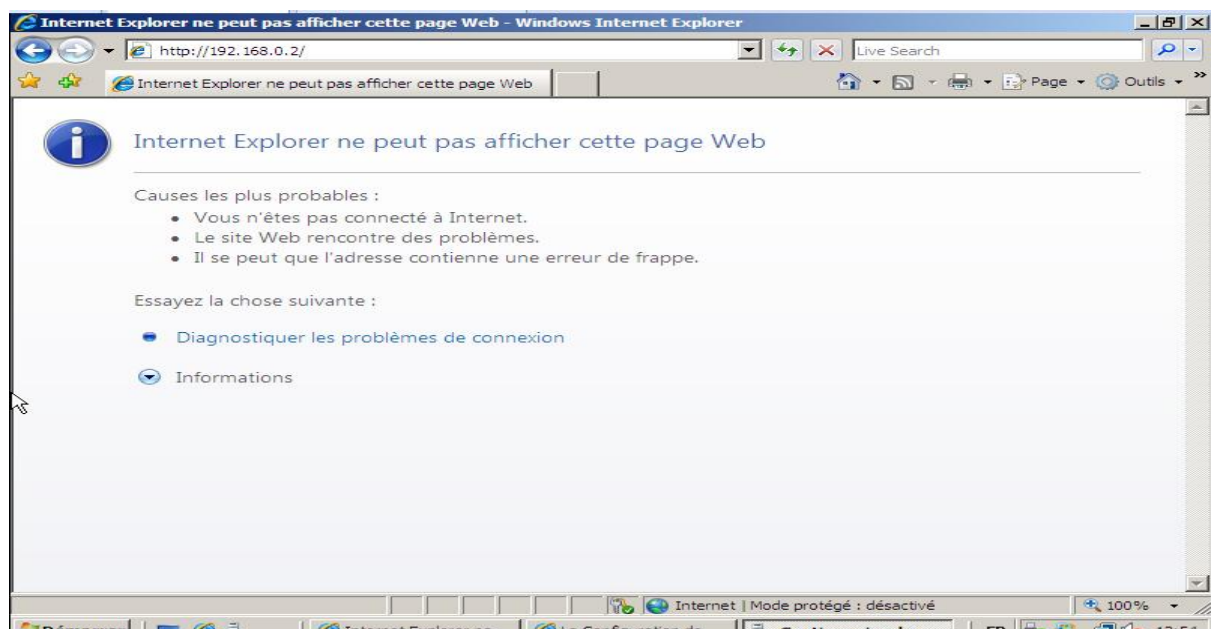 Internet Explorer ne peut pas afficher cette page Web - Windows Internet Explorer
http://192.168.0.2/
Live Search
Internet Explorer ne peut pas afficher cette page Web
Page
Outils
Internet Explorer ne peut pas afficher cette page Web
Causes les plus probables :
• Vous n'êtes pas connecté à Internet.
• Le site Web rencontre des problèmes.
• Il se peut que l'adresse contienne une erreur de frappe.
Essayez la chose suivante :
Diagnostiquer les problèmes de connexion
Informations
Internet | Mode protégé : désactivé
100%